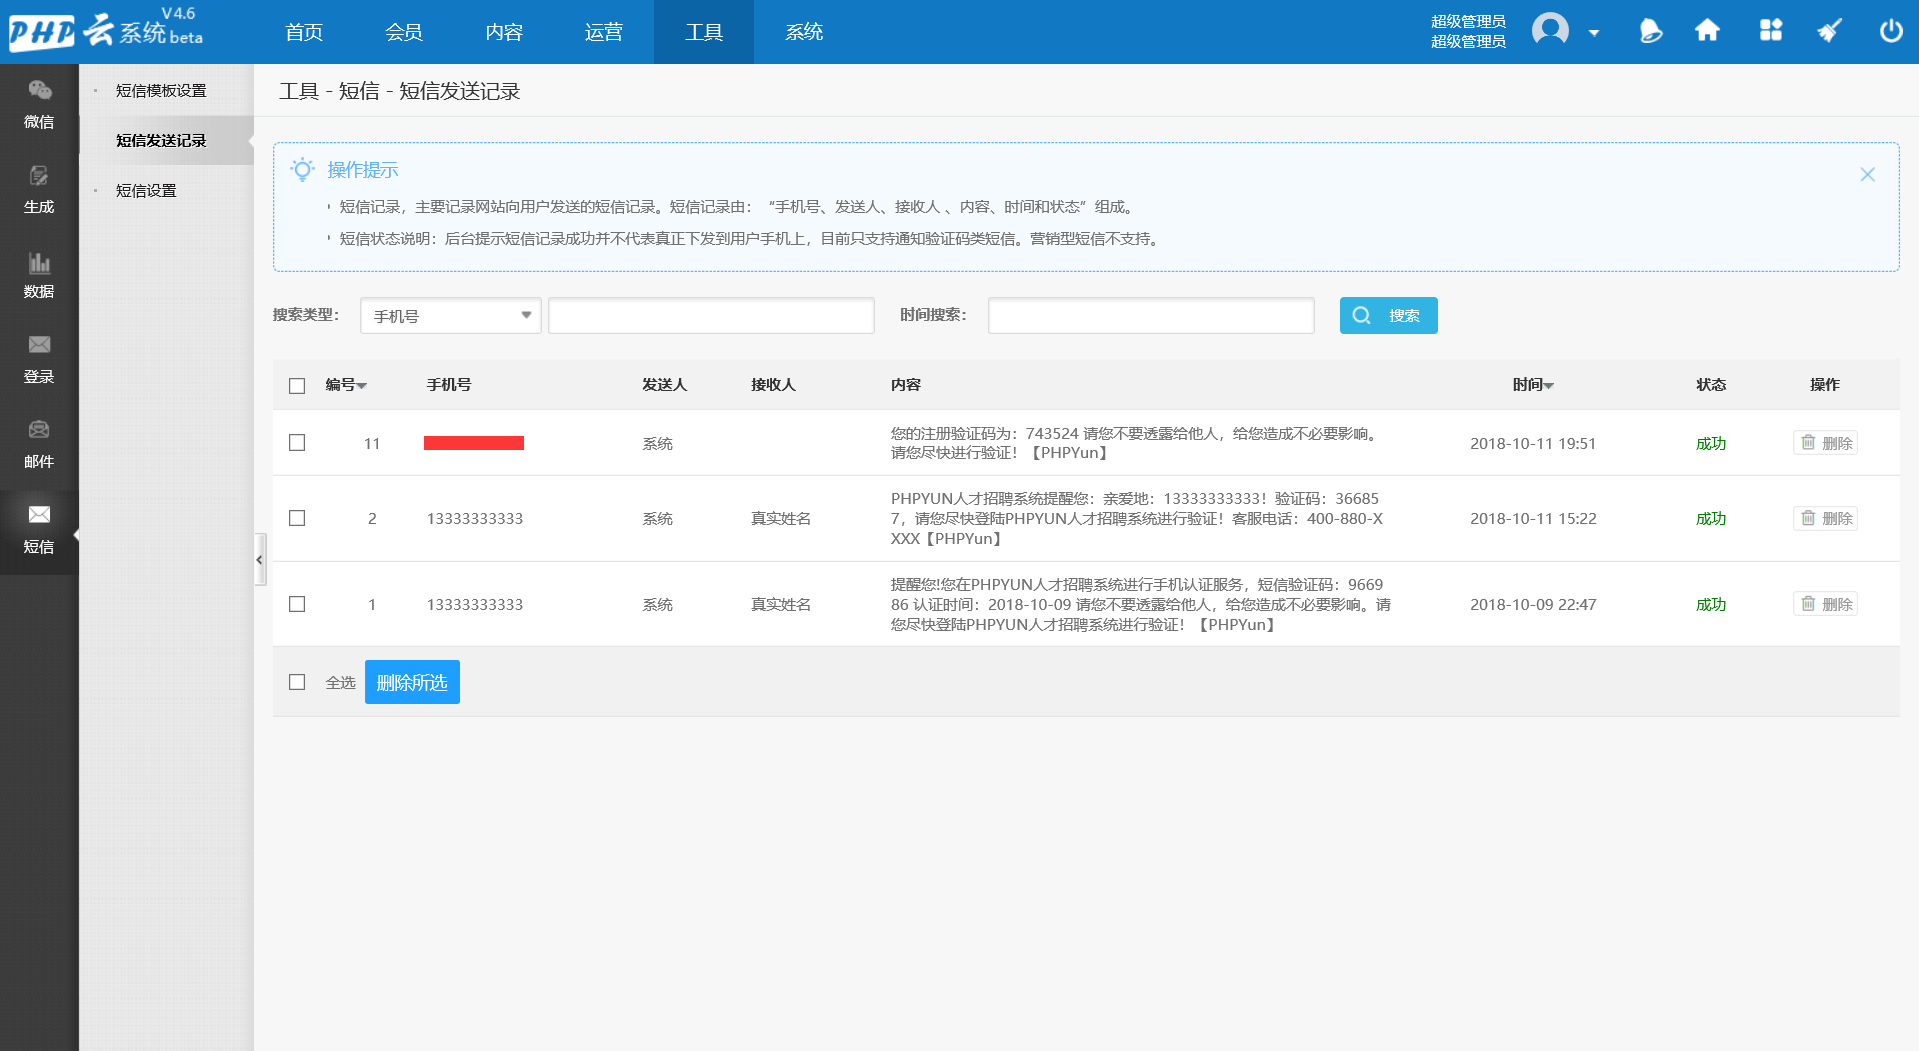 PHP云系统 V4.6 beta
首页 会员 内容 运营 工具 系统
超级管理员
超级管理员
微信
生成
数据
登录
邮件
短信
短信模板设置
短信发送记录
短信设置
工具 - 短信 - 短信发送记录
操作提示
短信记录，主要记录网站向用户发送的短信记录。短信记录由： “手机号、发送人、接收人 、内容、时间和状态”组成。
短信状态说明：后台提示短信记录成功并不代表真正下发到用户手机上，目前只支持通知验证码类短信。营销型短信不支持。
搜索类型： 手机号 时间搜索： 搜索
编号 手机号 发送人 接收人 内容 时间 状态 操作
11 系统 您的注册验证码为：743524 请您不要透露给他人，给您造成不必要影响。
请您尽快进行验证！【PHPYun】 2018-10-11 19:51 成功 删除
2 13333333333 系统 真实姓名 PHPYUN人才招聘系统提醒您：亲爱地：13333333333！验证码：36685
7，请您尽快登陆PHPYUN人才招聘系统进行验证！客服电话：400-880-X
XXX【PHPYun】 2018-10-11 15:22 成功 删除
1 13333333333 系统 真实姓名 提醒您!您在PHPYUN人才招聘系统进行手机认证服务，短信验证码：9669
86 认证时间：2018-10-09 请您不要透露给他人，给您造成不必要影响。请
您尽快登陆PHPYUN人才招聘系统进行验证！【PHPYun】 2018-10-09 22:47 成功 删除
全选 删除所选